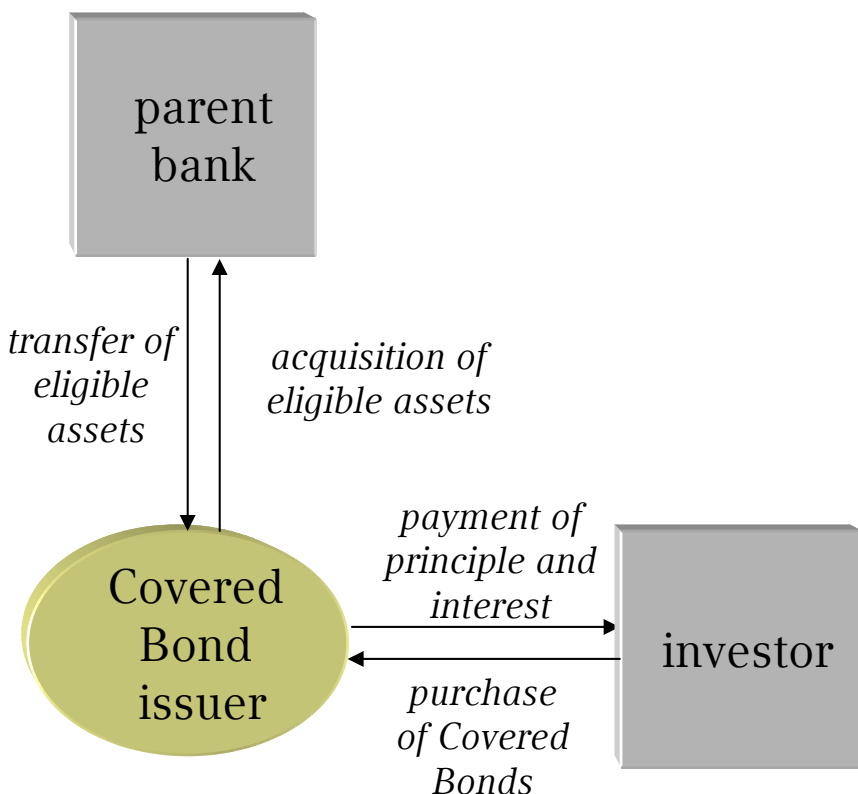 parent
bank
transfer of
eligible
assets
acquisition of
eligible assets
payment of
principle and
interest
Covered
Bond
issuer
investor
purchase
of Covered
Bonds